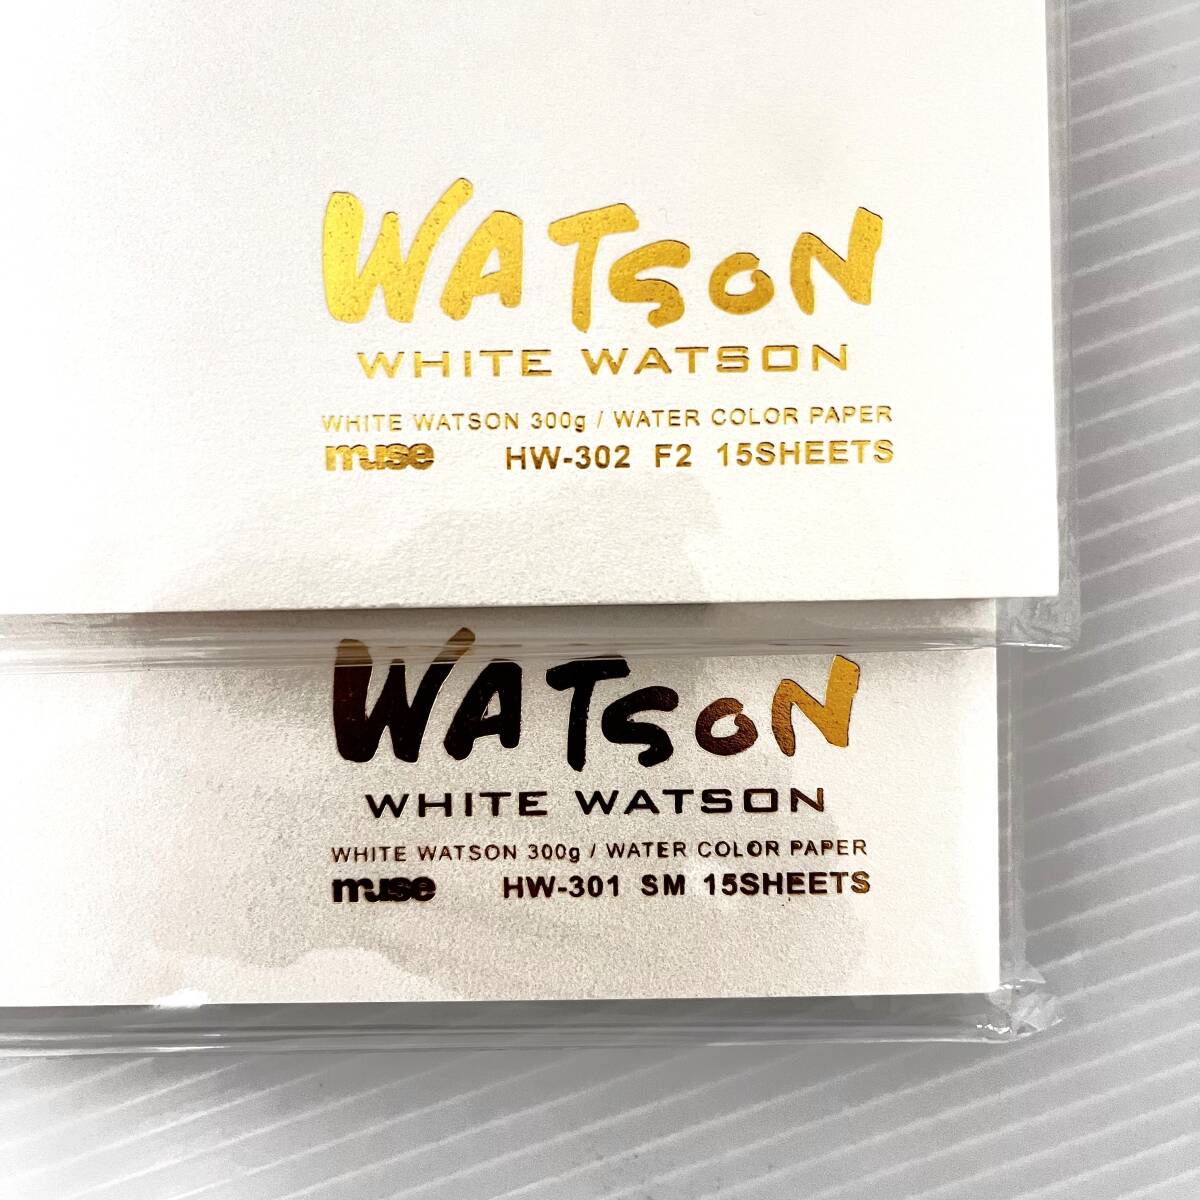 WATSON
WHITE WATSON
WHITE WATSON 300g / WATER COLOR PAPER
muse HW-302 F2 15SHEETS
WATSON
WHITE WATSON
WHITE WATSON 300g / WATER COLOR PAPER
muse HW-301 SM 15SHEETS